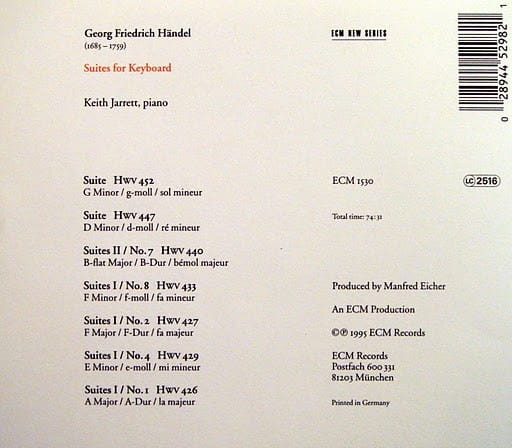 Georg Friedrich Händel
(1685 – 1759)
Suites for Keyboard
Keith Jarrett, piano
Suite HWV 452
G Minor / g-moll / sol mineur
Suite HWV 447
D Minor / d-moll / ré mineur
Suites II / No. 7 HWV 440
B-flat Major / B-Dur / bémol majeur
Suites I / No. 8 HWV 433
F Minor / f-moll / fa mineur
Suites I / No. 2 HWV 427
F Major / F-Dur / fa majeur
Suites I / No. 4 HWV 429
E Minor / e-moll / mi mineur
Suites I / No. 1 HWV 426
A Major / A-Dur / la majeur
ECM NEW SERIES
ECM 1530
Total time: 74:31
Produced by Manfred Eicher
An ECM Production
©℗ 1995 ECM Records
ECM Records
Postfach 600 331
81203 München
Printed in Germany
0 28944 52982 1
LC 2516